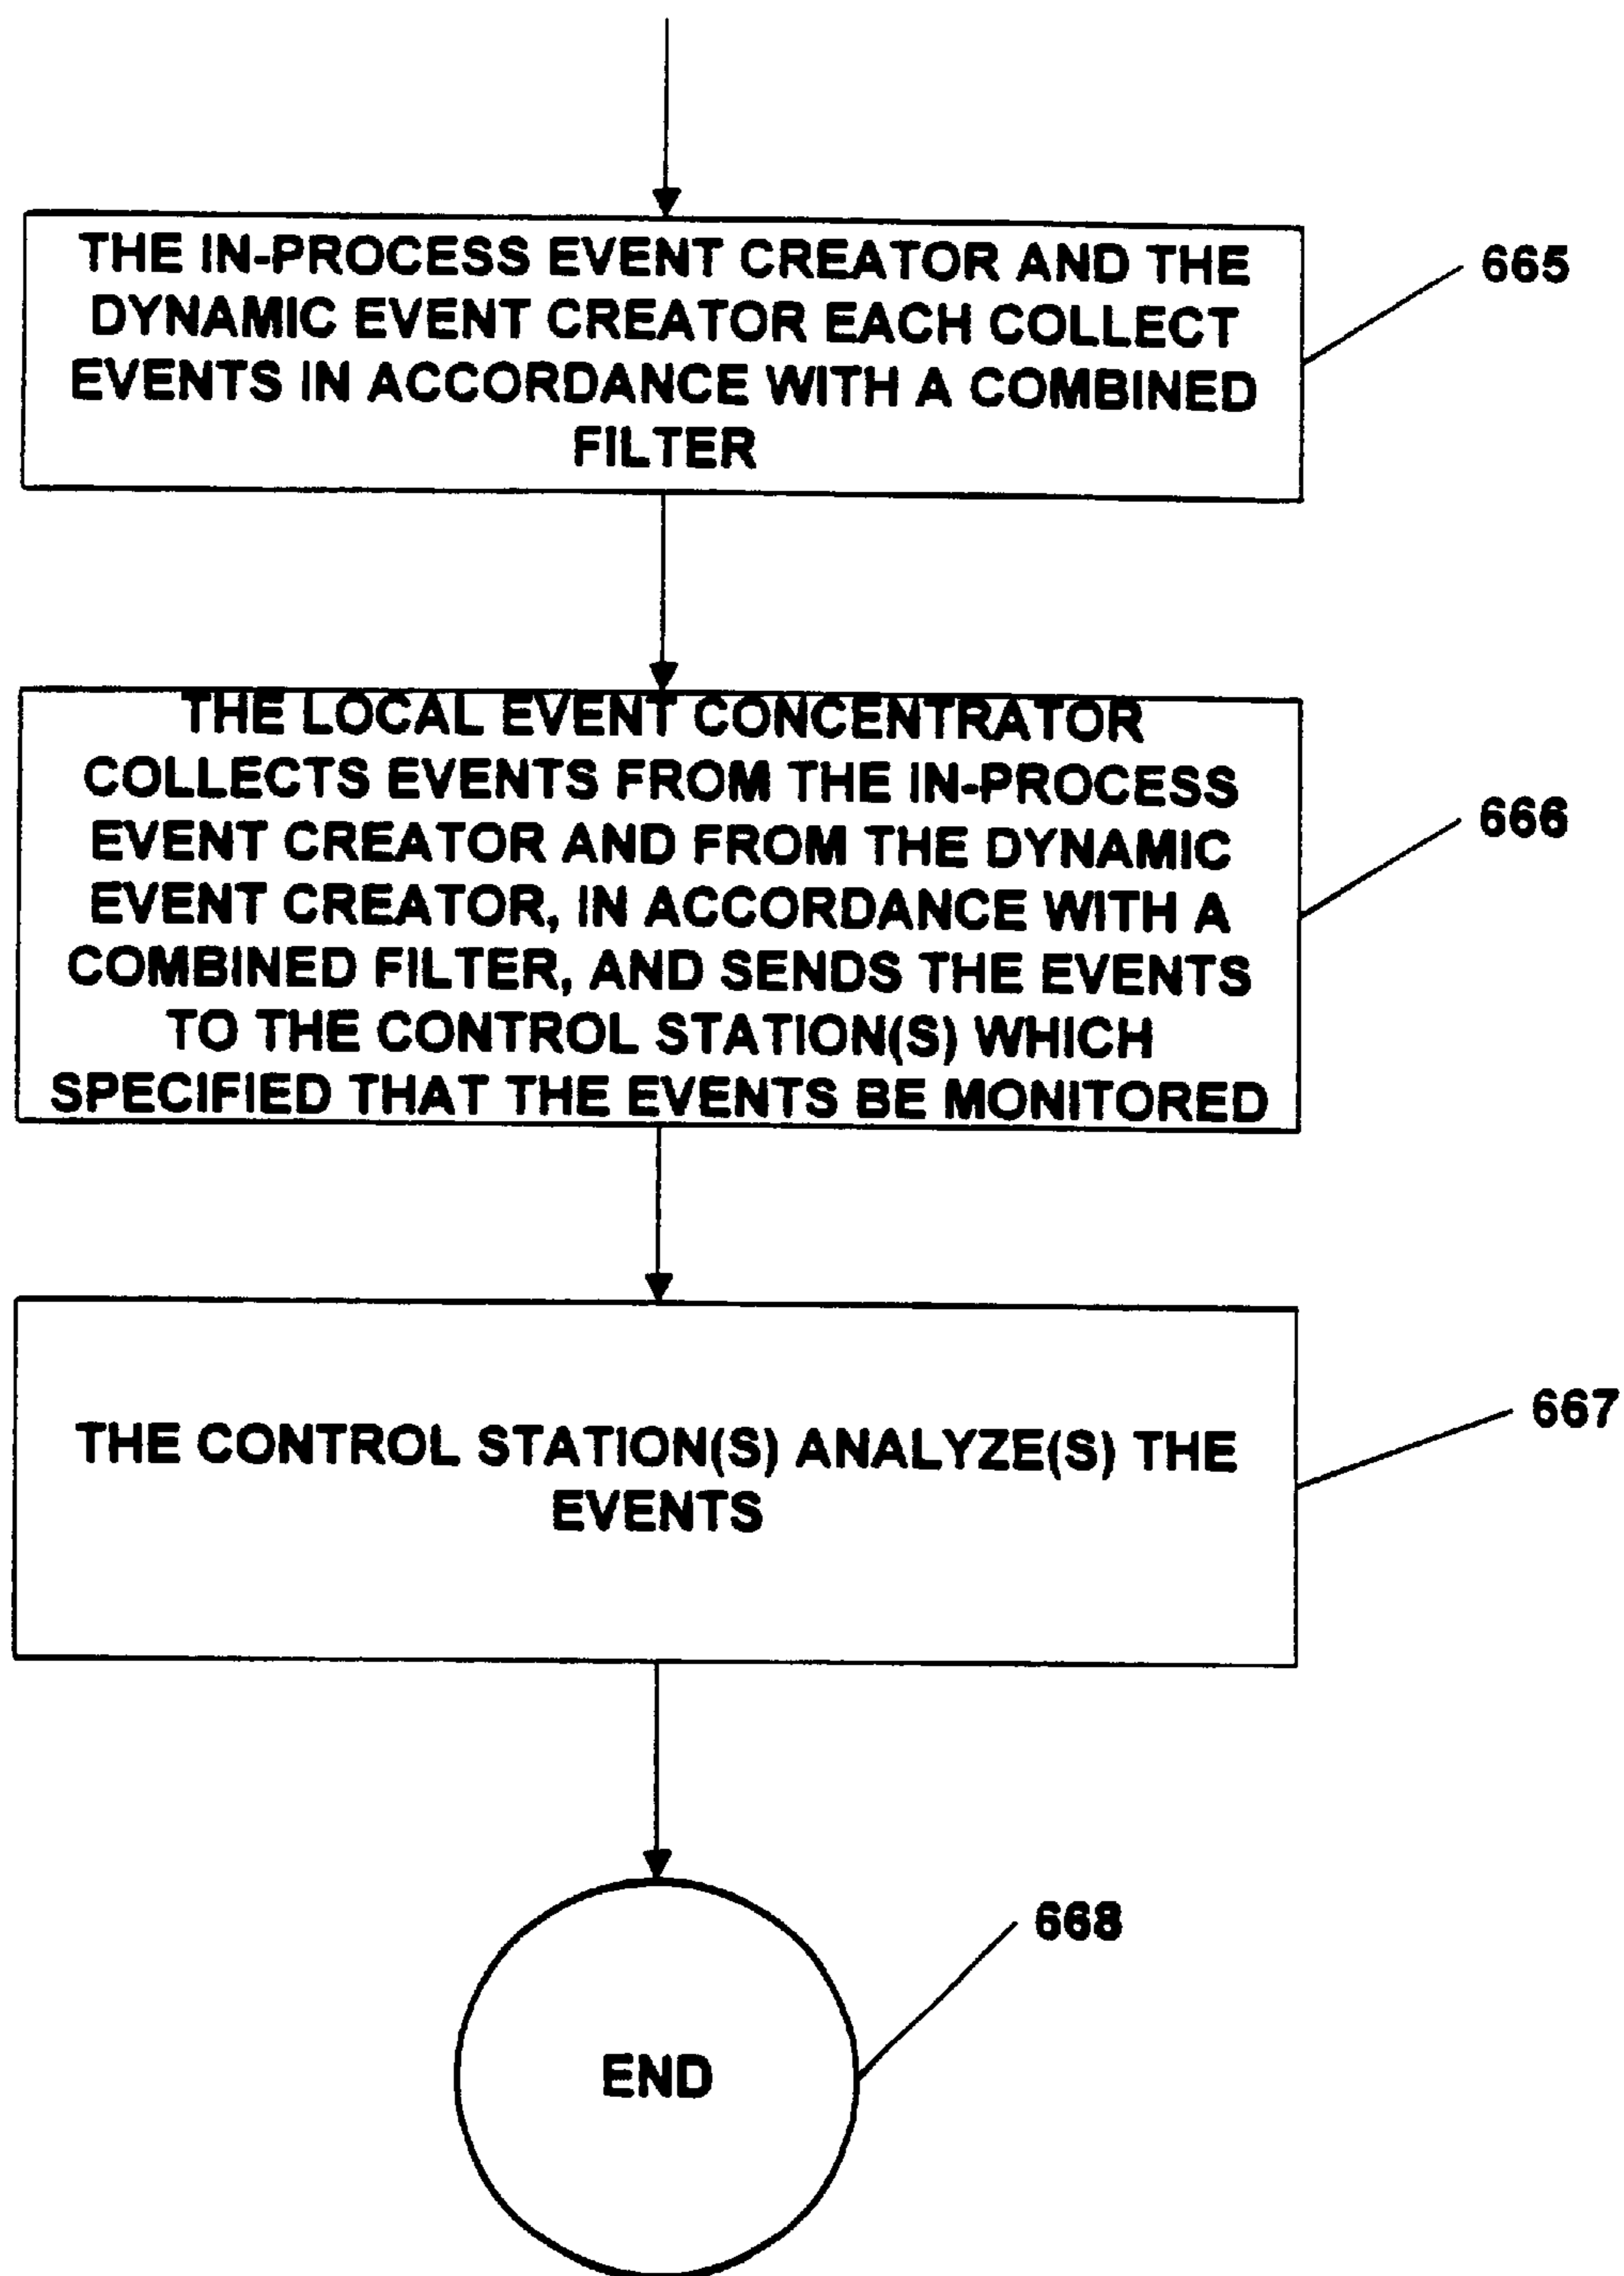 THE IN-PROCESS EVENT CREATOR AND THE
DYNAMIC EVENT CREATOR EACH COLLECT
EVENTS IN ACCORDANCE WITH A COMBINED
FILTER
665
THE LOCAL EVENT CONCENTRATOR
COLLECTS EVENTS FROM THE IN-PROCESS
EVENT CREATOR AND FROM THE DYNAMIC
EVENT CREATOR, IN ACCORDANCE WITH A
COMBINED FILTER, AND SENDS THE EVENTS
TO THE CONTROL STATION(S) WHICH
SPECIFIED THAT THE EVENTS BE MONITORED
666
THE CONTROL STATION(S) ANALYZE(S) THE
EVENTS
667
END
668